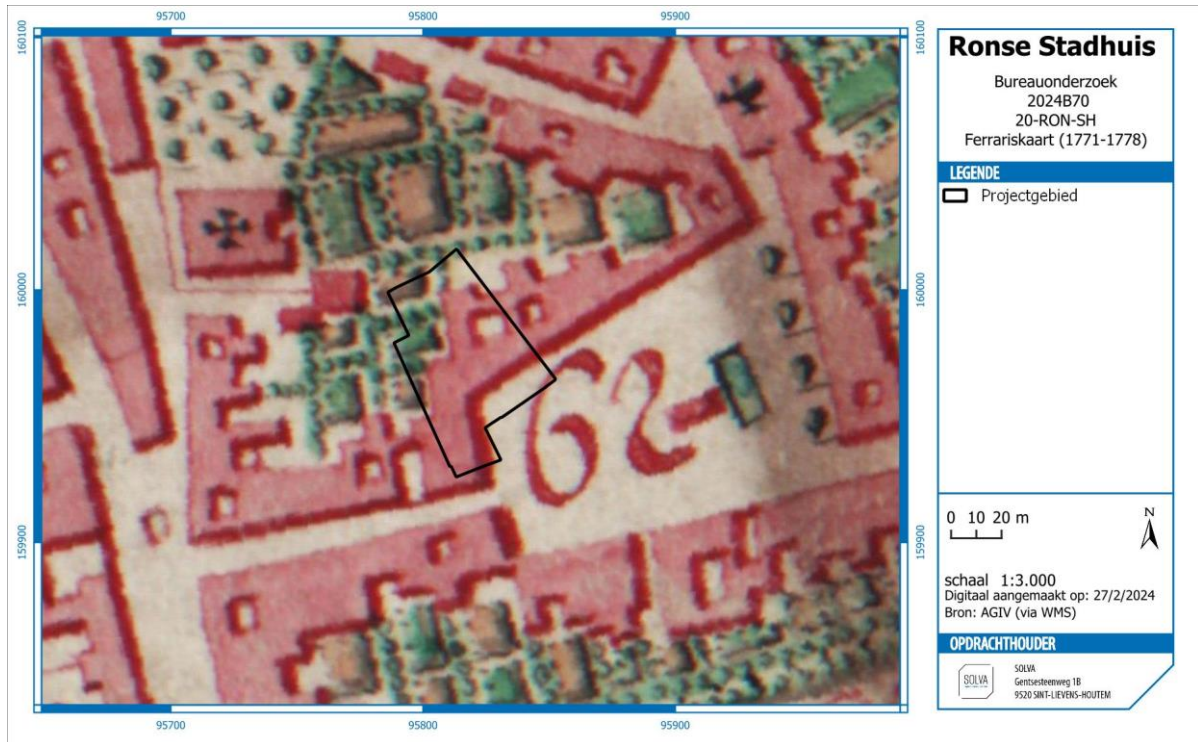 95700
95800
95900
160100
160100
Ronse Stadhuis
Bureauonderzoek
2024B70
20-RON-SH
Ferrariskaart (1771-1778)
LEGENDE
Projectgebied
160000
160000
62
0 10 20 m
N
159900
159900
schaal 1:3.000
Digitaal aangemaakt op: 27/2/2024
Bron: AGIV (via WMS)
OPDRACHTHOUDER
SOLVA
SOLVA
Gentsesteenweg 1B
9520 SINT-LIEVENS-HOUTEM
95700
95800
95900